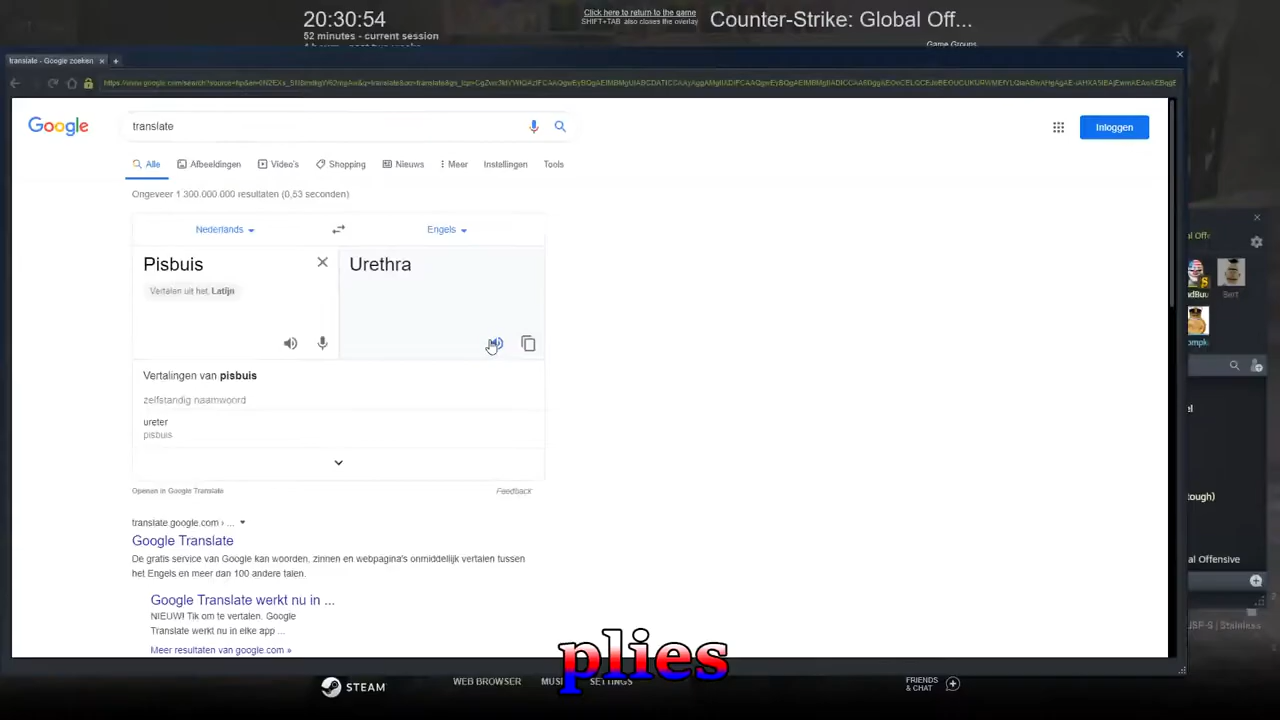 20:30:54
52 minutes - current session
Click here to return to the game
SHIFT+TAB also closes the overlay
Counter-Strike: Global Off...
Game Groups
translate - Google zoeken
Google
translate
Inloggen
Alle
Afbeeldingen
Video's
Shopping
Nieuws
Meer
Instellingen
Tools
Ongeveer 1.300.000.000 resultaten (0,53 seconden)
Nederlands
Engels
Pisbuis
Urethra
Vertalen uit het Latijn
Vertalingen van pisbuis
zelfstandig naamwoord
ureter
pisbuis
Openen in Google Translate
Feedback
translate.google.com › ...
Google Translate
De gratis service van Google kan woorden, zinnen en webpagina's onmiddellijk vertalen tussen
het Engels en meer dan 100 andere talen.
Google Translate werkt nu in ...
NIEUW! Tik om te vertalen. Google
Translate werkt nu in elke app ...
Meer resultaten van google.com »
Bert
ough)
al Offensive
USP-S | Stainless
plies
STEAM
WEB BROWSER
SETTINGS
FRIENDS
& CHAT